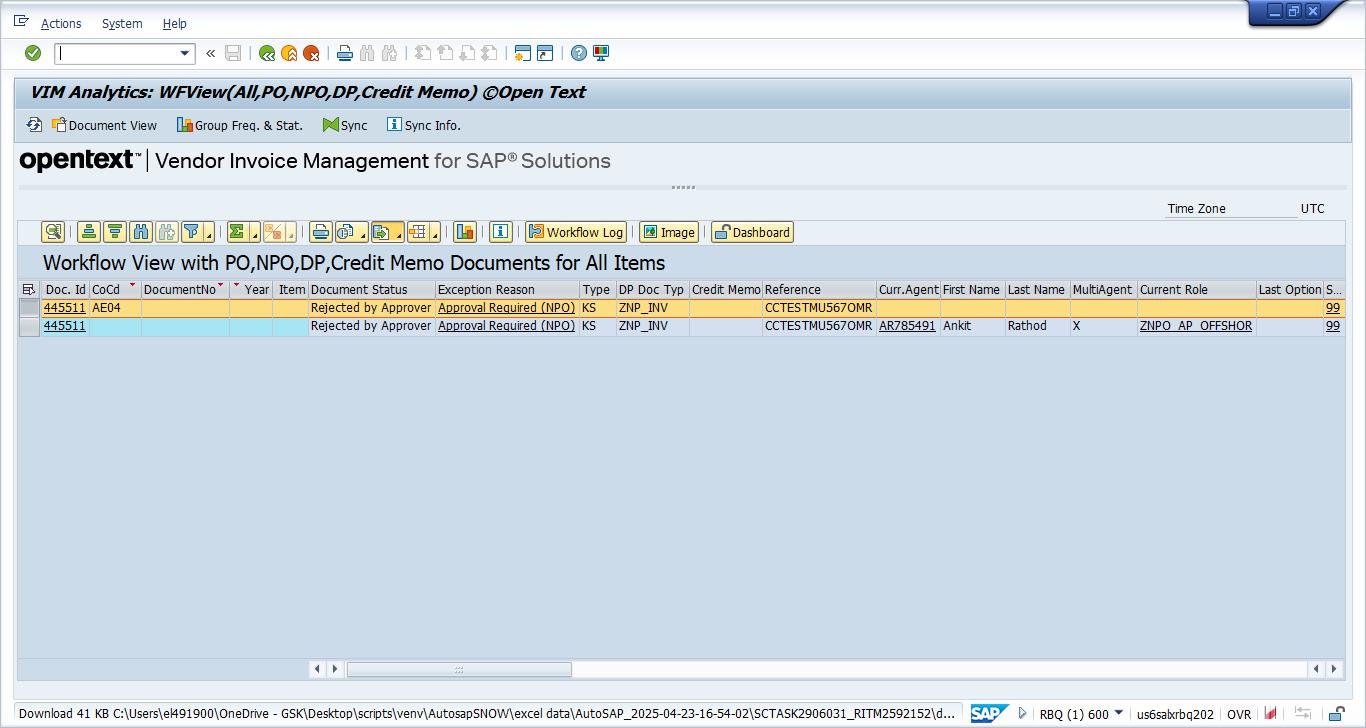 Actions System Help
VIM Analytics: WFView(All,PO,NPO,DP,Credit Memo) ©Open Text
Document View Group Freq. & Stat. Sync Sync Info.
opentext™ | Vendor Invoice Management for SAP® Solutions
Time Zone UTC
Workflow Log Image Dashboard
Workflow View with PO,NPO,DP,Credit Memo Documents for All Items
Doc. Id CoCd DocumentNo Year Item Document Status Exception Reason Type DP Doc Typ Credit Memo Reference Curr.Agent First Name Last Name MultiAgent Current Role Last Option S...
445511 AE04 Rejected by Approver Approval Required (NPO) KS ZNP_INV CCTESTMU567OMR 99
445511 Rejected by Approver Approval Required (NPO) KS ZNP_INV CCTESTMU567OMR AR785491 Ankit Rathod X ZNPO_AP_OFFSHOR 99
Download 41 KB C:\Users\el491900\OneDrive - GSK\Desktop\scripts\venv\AutosapSNOW\excel data\AutoSAP_2025-04-23-16-54-02\SCTASK2906031_RITM2592152\d... SAP RBQ (1) 600 us6salxrbq202 OVR